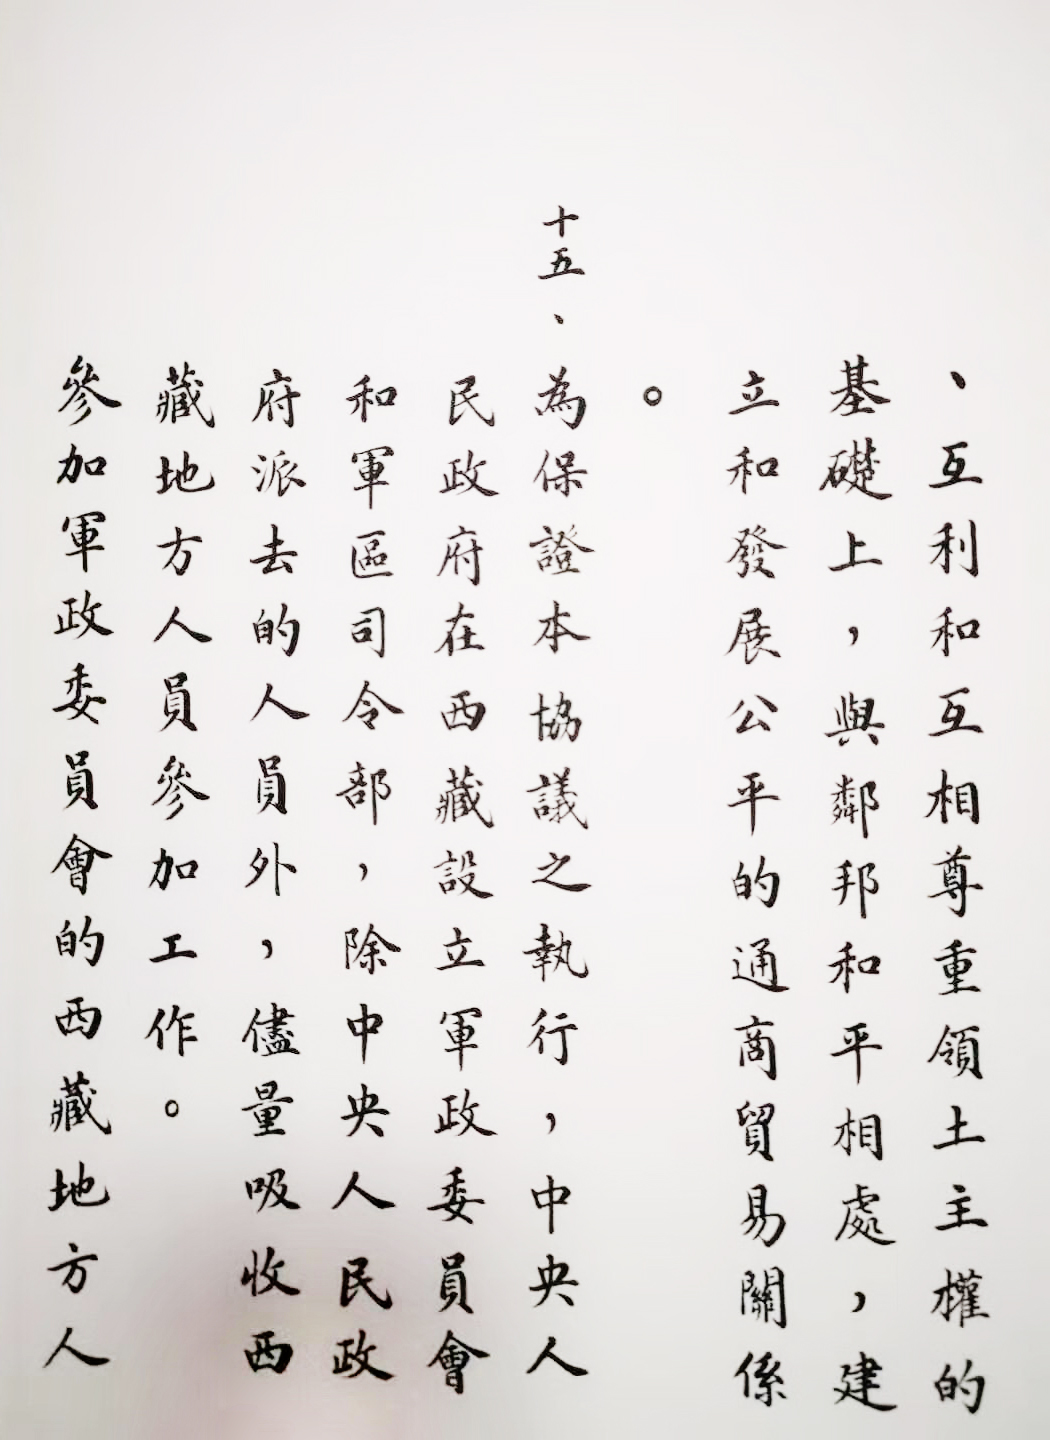 、互利和互相尊重領土主權的
基礎上，與鄰邦和平相處，建
立和發展公平的通商貿易關係
。
十五、為保證本協議之執行，中央人
民政府在西藏設立軍政委員會
和軍區司令部，除中央人民政
府派去的人員外，儘量吸收西
藏地方人員參加工作。
參加軍政委員會的西藏地方人